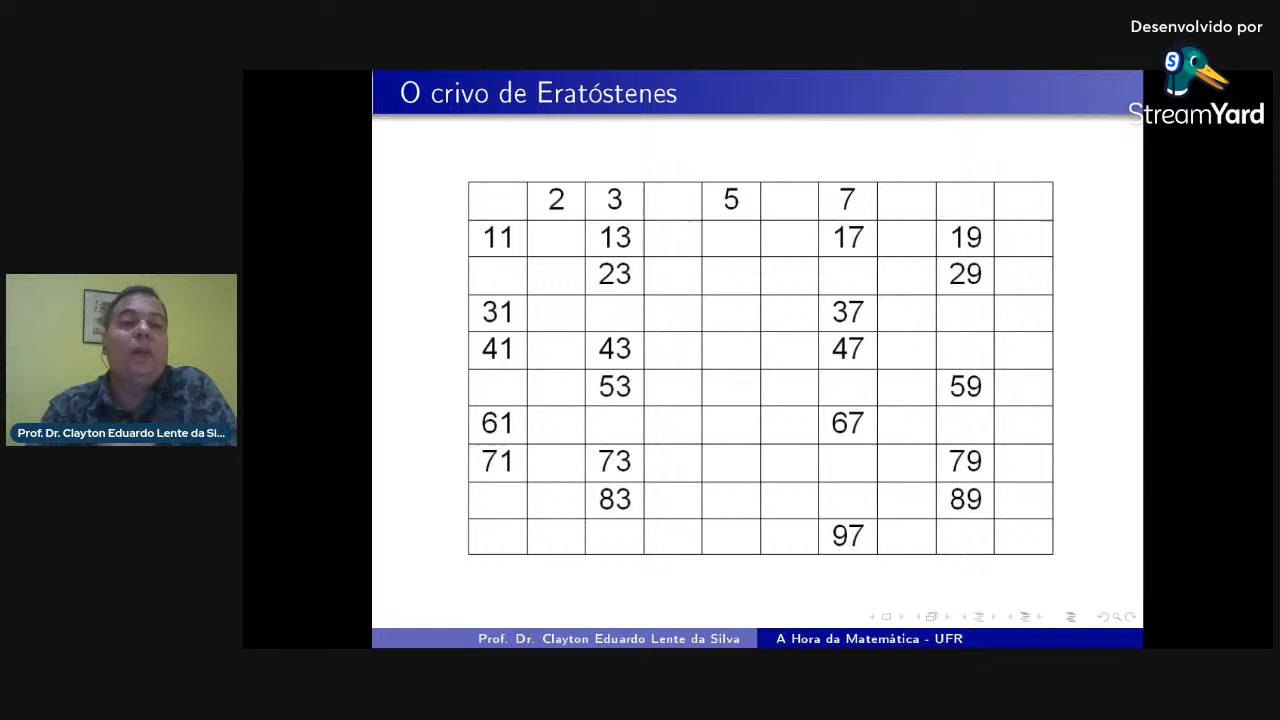 Desenvolvido por
StreamYard
O crivo de Eratóstenes
2 3 5 7
11 13 17 19
23 29
31 37
41 43 47
53 59
61 67
71 73 79
83 89
97
Prof. Dr. Clayton Eduardo Lente da Si...
Prof. Dr. Clayton Eduardo Lente da Silva
A Hora da Matemática - UFR